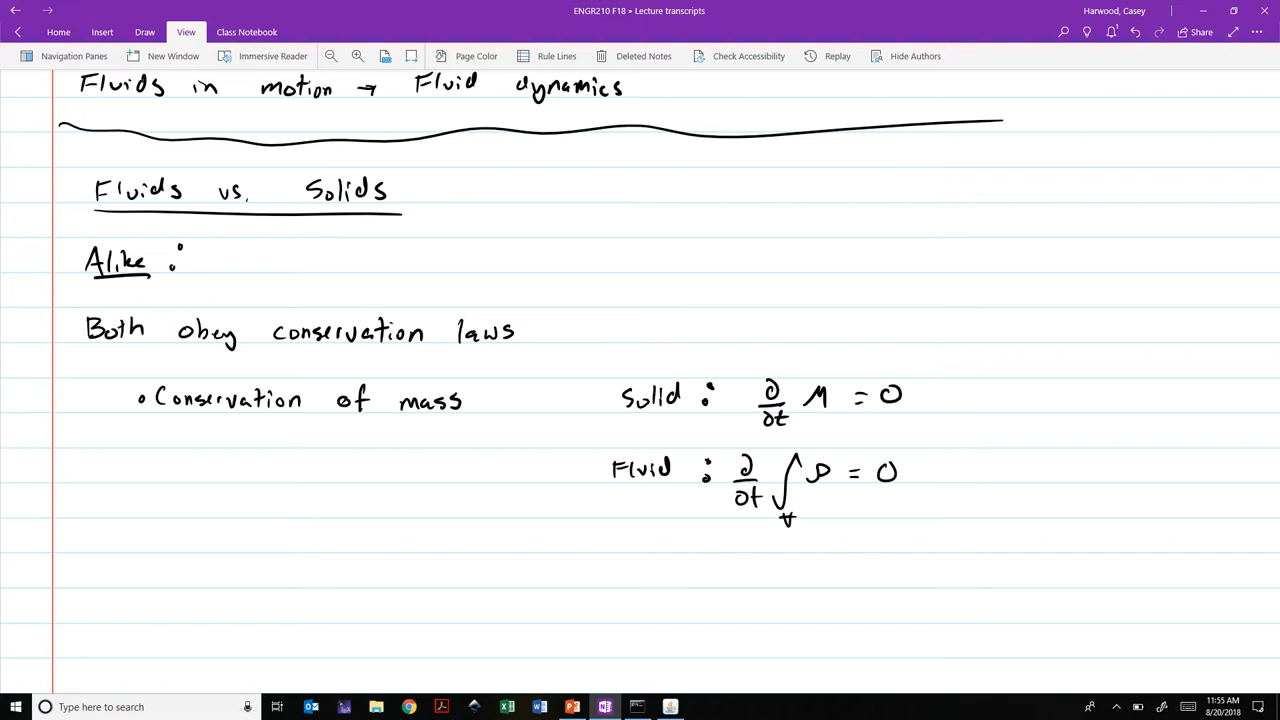 ENGR210 F18 » Lecture transcripts
Harwood, Casey
Home Insert Draw View Class Notebook
Share
Navigation Panes New Window Immersive Reader Page Color Rule Lines Deleted Notes Check Accessibility Replay Hide Authors
Fluids in motion → Fluid dynamics
Fluids vs. Solids
Alike :
Both obey conservation laws
• Conservation of mass
Solid : ∂/∂t M = 0
Fluid : ∂/∂t ∫_V ρ = 0
Type here to search
11:55 AM
8/20/2018